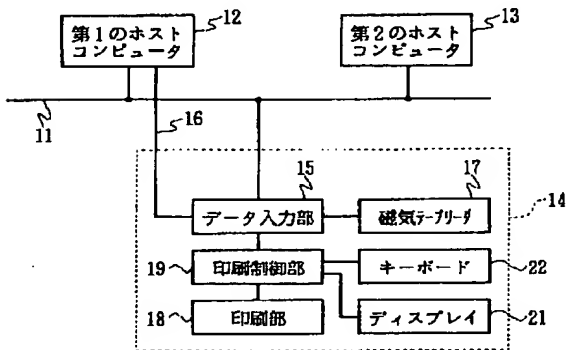 第1のホスト
コンピュータ
12
第2のホスト
コンピュータ
13
11
16
15
17
14
データ入力部
磁気テープリーダ
19
印刷制御部
キーボード
22
18
印刷部
ディスプレイ
21